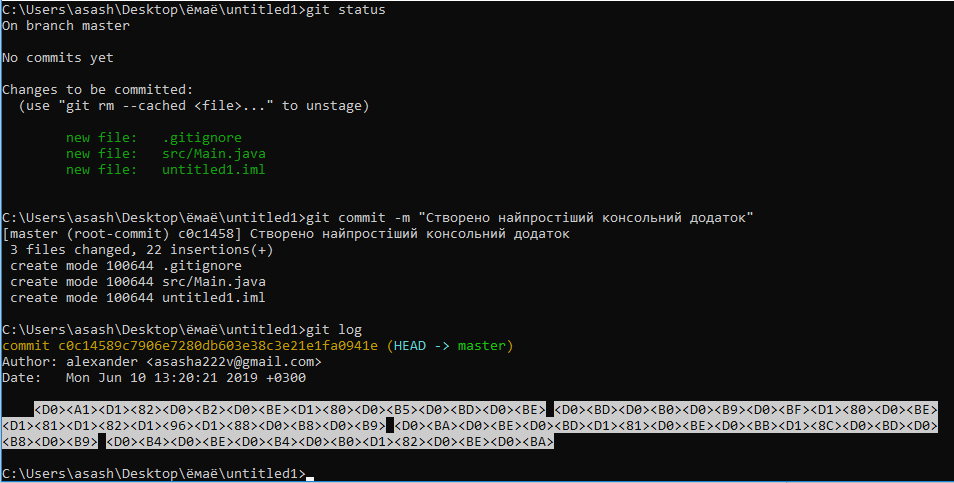 C:\Users\asash\Desktop\ёмаё\untitled1>git status
On branch master
No commits yet
Changes to be committed:
  (use "git rm --cached <file>..." to unstage)
        new file:   .gitignore
        new file:   src/Main.java
        new file:   untitled1.iml
C:\Users\asash\Desktop\ёмаё\untitled1>git commit -m "Створено найпростіший консольний додаток"
[master (root-commit) c0c1458] Створено найпростіший консольний додаток
 3 files changed, 22 insertions(+)
 create mode 100644 .gitignore
 create mode 100644 src/Main.java
 create mode 100644 untitled1.iml
C:\Users\asash\Desktop\ёмаё\untitled1>git log
commit c0c14589c7906e7280db603e38c3e21e1fa0941e (HEAD -> master)
Author: alexander <asasha222v@gmail.com>
Date:   Mon Jun 10 13:20:21 2019 +0300
    <D0><A1><D1><82><D0><B2><D0><BE><D1><80><D0><B5><D0><BD><D0><BE> <D0><BD><D0><B0><D0><B9><D0><BF><D1><80><D0><BE>
<D1><81><D1><82><D1><96><D1><88><D0><B8><D0><B9> <D0><BA><D0><BE><D0><BD><D1><81><D0><BE><D0><BB><D1><8C><D0><BD><D0>
<B8><D0><B9> <D0><B4><D0><BE><D0><B4><D0><B0><D1><82><D0><BE><D0><BA>
C:\Users\asash\Desktop\ёмаё\untitled1>